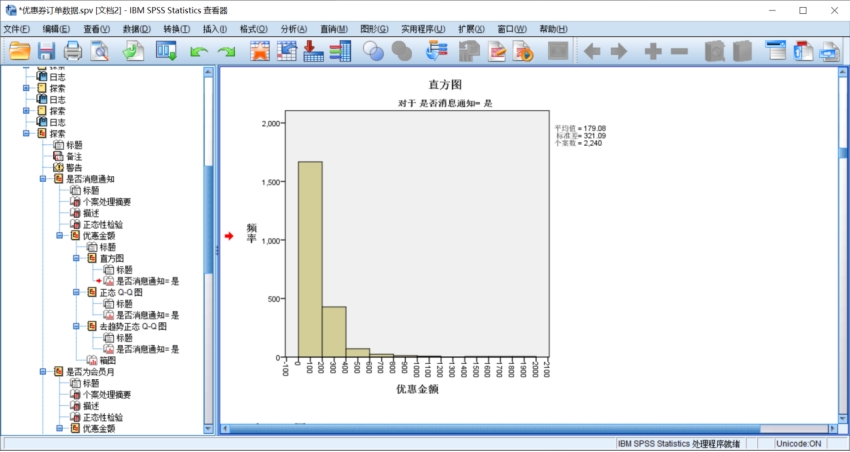 *优惠券订单数据.spv [文档2] - IBM SPSS Statistics 查看器
文件(F) 编辑(E) 查看(V) 数据(D) 转换(T) 插入(I) 格式(O) 分析(A) 直销(M) 图形(G) 实用程序(U) 扩展(X) 窗口(W) 帮助(H)
探索
日志
探索
日志
探索
日志
探索
标题
备注
警告
是否消息通知
标题
个案处理摘要
描述
正态性检验
优惠金额
标题
直方图
标题
是否消息通知= 是
正态 Q-Q 图
标题
是否消息通知= 是
去趋势正态 Q-Q 图
标题
是否消息通知= 是
箱图
是否为会员月
标题
个案处理摘要
描述
正态性检验
优惠金额
直方图
对于 是否消息通知= 是
平均值 = 179.08
标准差= 321.09
个案数 = 2,240
频率
2,000
1,500
1,000
500
0
-100 0 100 200 300 400 500 600 700 800 900 1000 1100 1200 1300 1400 1500 1600 1700 1800 1900 2000 2100
优惠金额
IBM SPSS Statistics 处理程序就绪 Unicode:ON